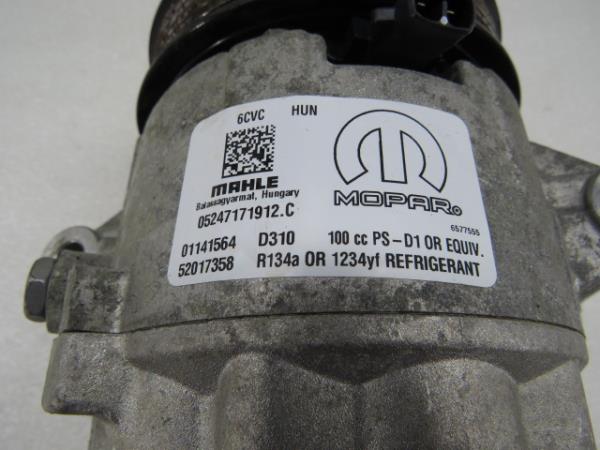 6CVC HUN
MAHLE
Balassagyarmat, Hungary
MOPAR®
05247171912.C
6577555
01141564 D310 100 cc PS-D1 OR EQUIV.
52017358 R134a OR 1234yf REFRIGERANT